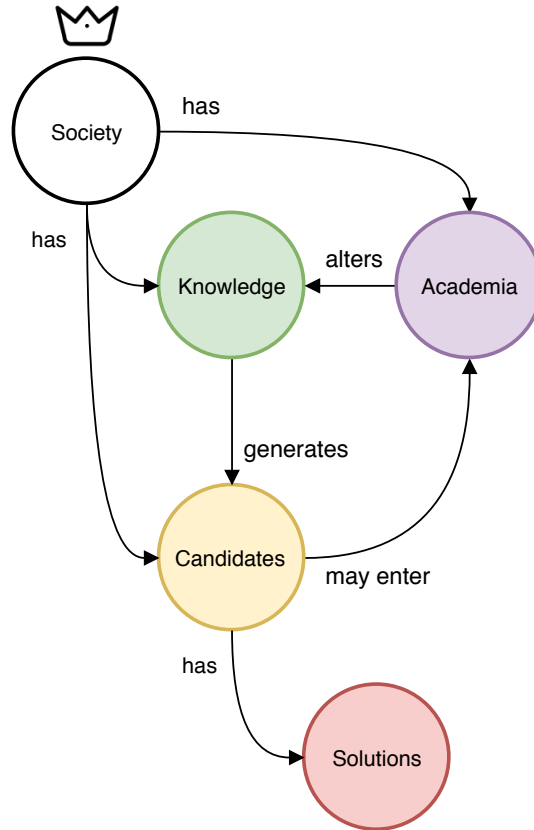 has
Society
has
alters
Knowledge
Academia
generates
Candidates
may enter
has
Solutions